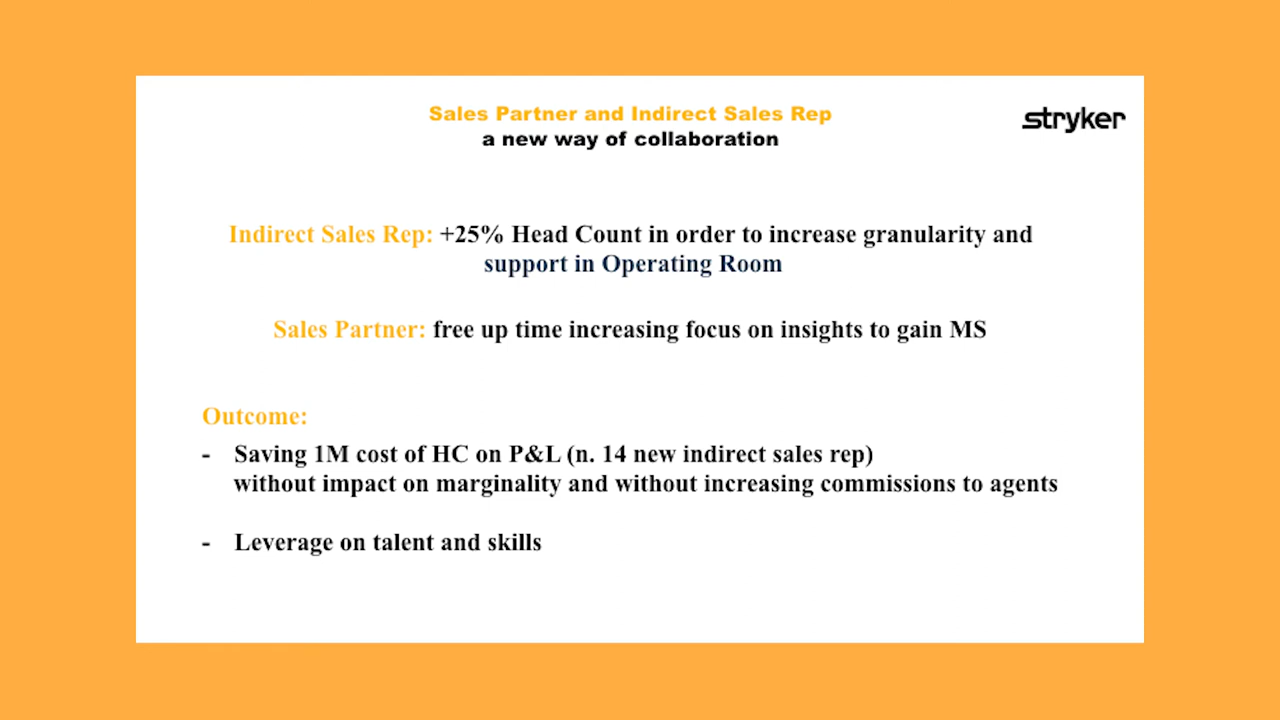 Sales Partner and Indirect Sales Rep
a new way of collaboration
stryker
Indirect Sales Rep: +25% Head Count in order to increase granularity and
support in Operating Room
Sales Partner: free up time increasing focus on insights to gain MS
Outcome:
- Saving 1M cost of HC on P&L (n. 14 new indirect sales rep)
without impact on marginality and without increasing commissions to agents
- Leverage on talent and skills